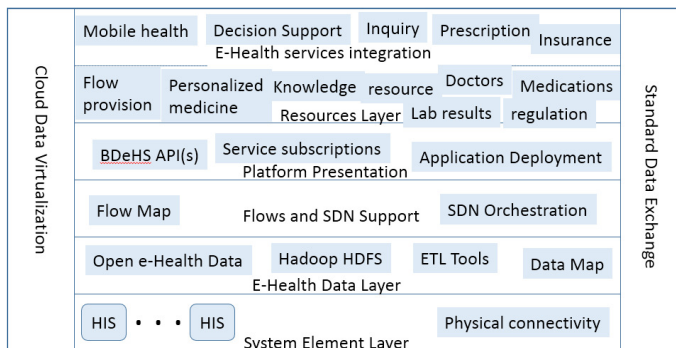 Cloud Data Virtualization
Mobile health
Decision Support
Inquiry
Prescription
Insurance
E-Health services integration
Flow
provision
Personalized
medicine
Knowledge
resource
Doctors
Medications
Resources Layer
Lab results
regulation
BDeHS API(s)
Service subscriptions
Application Deployment
Platform Presentation
Flow Map
Flows and SDN Support
SDN Orchestration
Open e-Health Data
Hadoop HDFS
ETL Tools
Data Map
E-Health Data Layer
HIS
• • •
HIS
Physical connectivity
System Element Layer
Standard Data Exchange